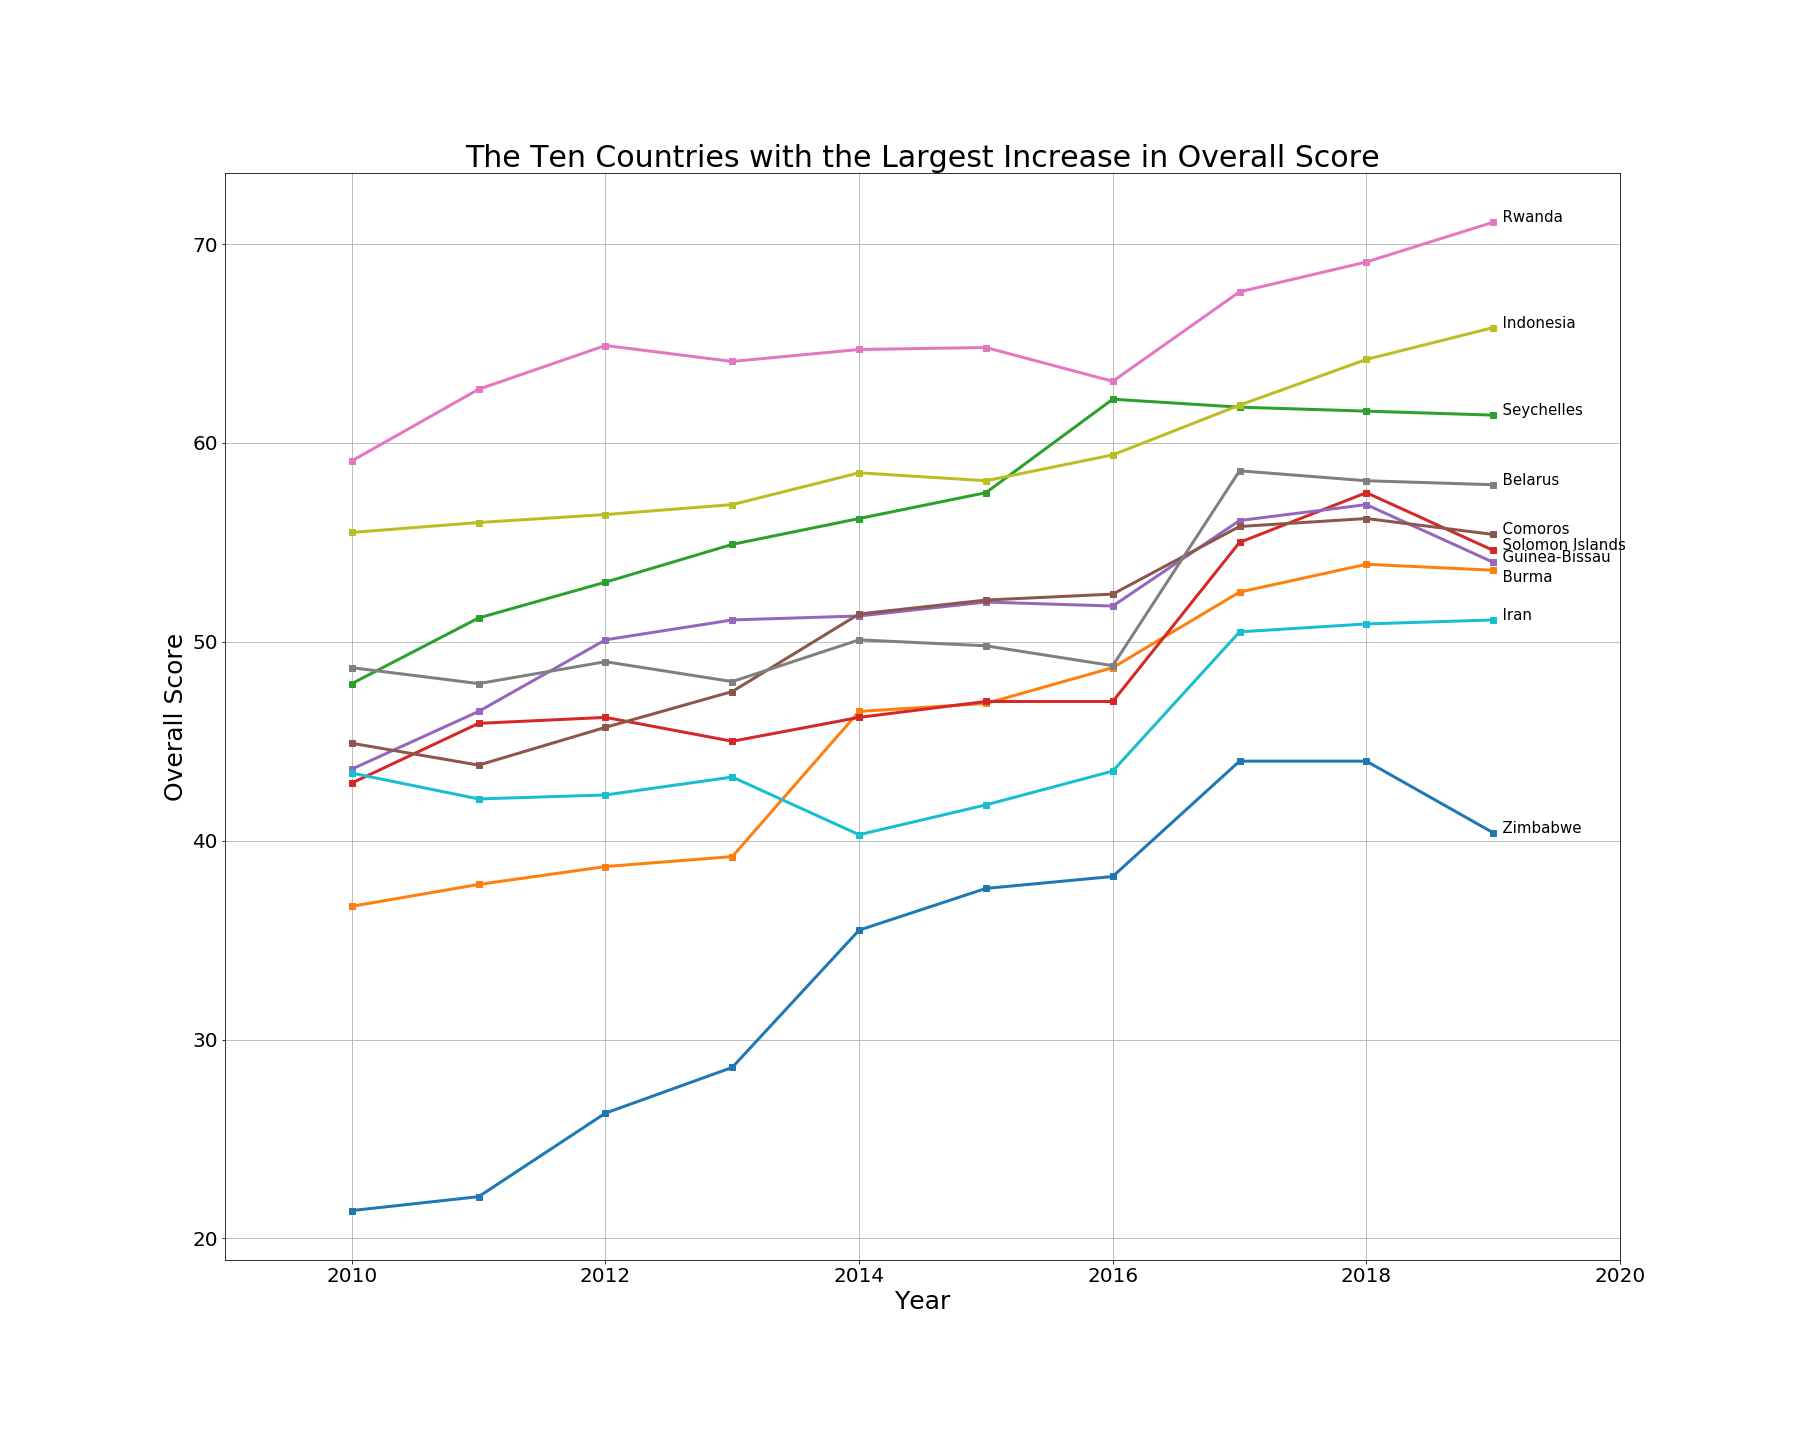 The Ten Countries with the Largest Increase in Overall Score
Overall Score
70
60
50
40
30
20
Rwanda
Indonesia
Seychelles
Belarus
Comoros
Solomon Islands
Guinea-Bissau
Burma
Iran
Zimbabwe
2010 2012 2014 2016 2018 2020
Year